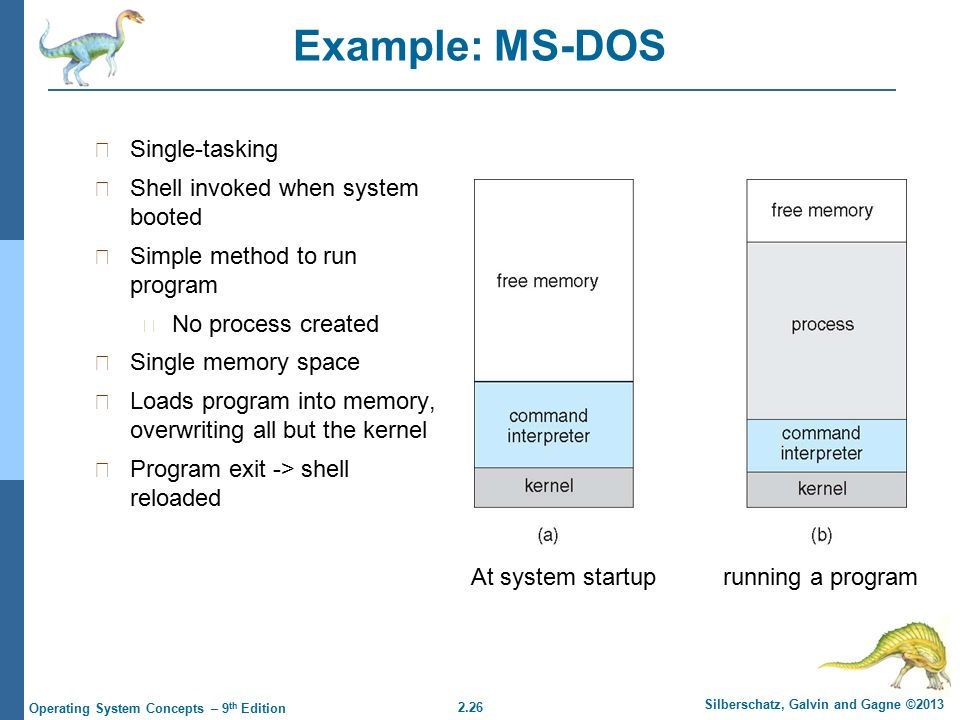 Example: MS-DOS
Single-tasking
Shell invoked when system
booted
Simple method to run
program
No process created
Single memory space
Loads program into memory,
overwriting all but the kernel
Program exit -> shell
reloaded
free memory
command
interpreter
kernel
(a)
At system startup
free memory
process
command
interpreter
kernel
(b)
running a program
Operating System Concepts – 9th Edition
2.26
Silberschatz, Galvin and Gagne ©2013